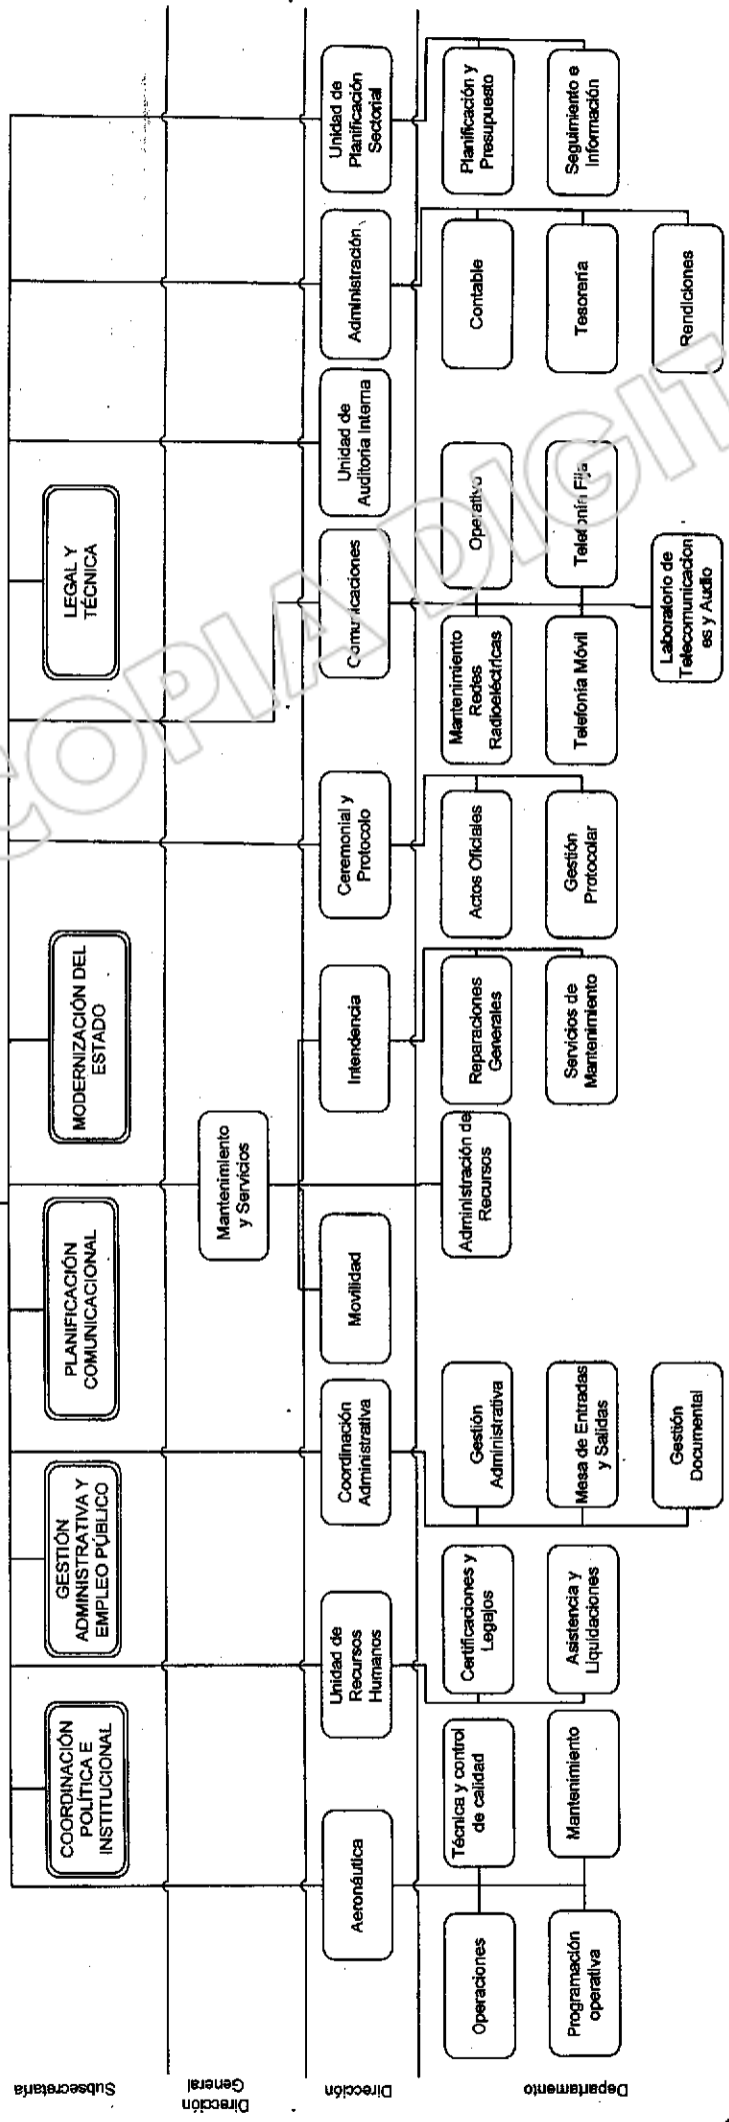 Subsecretaría
COORDINACIÓN
POLÍTICA E
INSTITUCIONAL
GESTIÓN
ADMINISTRATIVA Y
EMPLEO PÚBLICO
PLANIFICACIÓN
COMUNICACIONAL
MODERNIZACIÓN DEL
ESTADO
LEGAL Y
TÉCNICA
Dirección
General
Mantenimiento
y Servicios
Dirección
Aeronáutica
Unidad de
Recursos
Humanos
Coordinación
Administrativa
Movilidad
Intendencia
Ceremonial y
Protocolo
Comunicaciones
Unidad de
Auditoria Interna
Administración
Unidad de
Planificación
Sectorial
Departamento
Operaciones
Técnica y control
de calidad
Certificaciones y
Legajos
Gestión
Administrativa
Administración de
Recursos
Reparaciones
Generales
Actos Oficiales
Mantenimiento
Redes
Radioeléctricas
Operativo
Contable
Planificación y
Presupuesto
Programación
operativa
Mantenimiento
Asistencia y
Liquidaciones
Mesa de Entradas
y Salidas
Servicios de
Mantenimiento
Gestión
Protocolar
Telefonía Móvil
Telefonía Fija
Tesorería
Seguimiento e
Información
Gestión
Documental
Laboratorio de
Telecomunicacion
es y Audio
Rendiciones
COPIA DIGIT